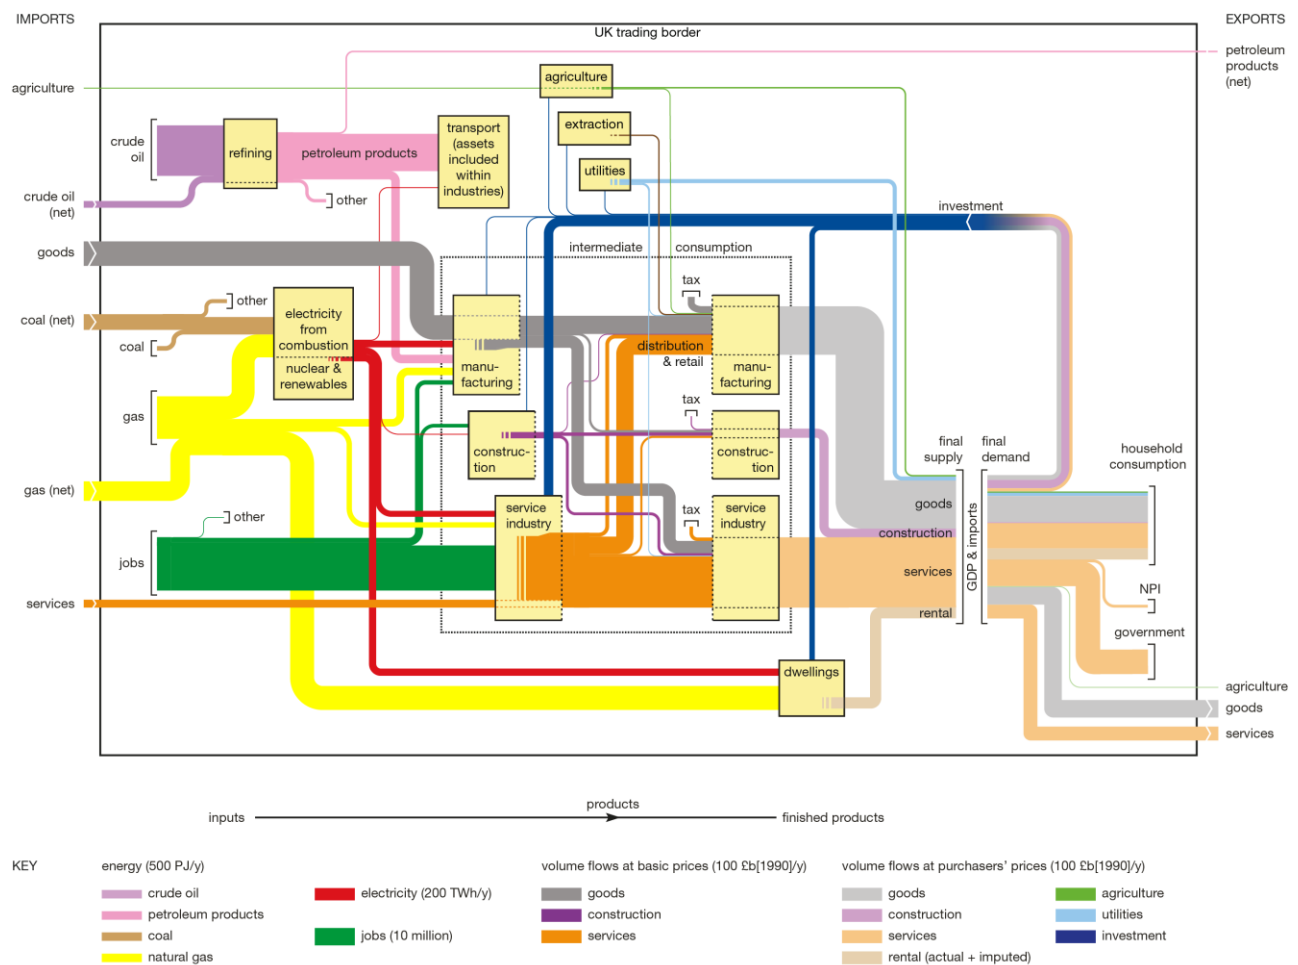 IMPORTS
EXPORTS
UK trading border
petroleum
products
(net)
agriculture
agriculture
extraction
transport
(assets
included
within
industries)
crude
oil
refining
petroleum products
utilities
other
crude oil
(net)
investment
goods
intermediate consumption
tax
other
electricity
from
combustion
coal (net)
coal
distribution
& retail
nuclear &
renewables
manu-
facturing
manu-
facturing
gas
tax
construc-
tion
construc-
tion
final
supply
final
demand
household
consumption
gas (net)
goods
service
industry
tax
service
industry
other
construction
jobs
services
GDP & imports
NPI
services
rental
government
dwellings
agriculture
goods
services
products
inputs
finished products
KEY
energy (500 PJ/y)
volume flows at basic prices (100 £b[1990]/y)
volume flows at purchasers' prices (100 £b[1990]/y)
crude oil
electricity (200 TWh/y)
goods
goods
agriculture
petroleum products
construction
construction
utilities
coal
jobs (10 million)
services
services
investment
natural gas
rental (actual + imputed)